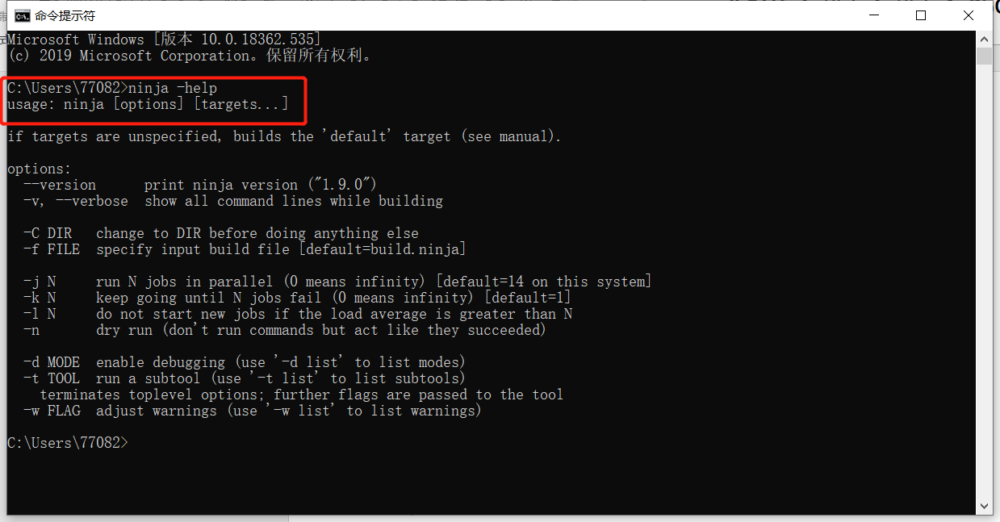 命令提示符
Microsoft Windows [版本 10.0.18362.535]
(c) 2019 Microsoft Corporation。保留所有权利。
C:\Users\77082>ninja -help
usage: ninja [options] [targets...]
if targets are unspecified, builds the 'default' target (see manual).
options:
--version print ninja version ("1.9.0")
-v, --verbose show all command lines while building
-C DIR change to DIR before doing anything else
-f FILE specify input build file [default=build.ninja]
-j N run N jobs in parallel (0 means infinity) [default=14 on this system]
-k N keep going until N jobs fail (0 means infinity) [default=1]
-l N do not start new jobs if the load average is greater than N
-n dry run (don't run commands but act like they succeeded)
-d MODE enable debugging (use '-d list' to list modes)
-t TOOL run a subtool (use '-t list' to list subtools)
terminates toplevel options; further flags are passed to the tool
-w FLAG adjust warnings (use '-w list' to list warnings)
C:\Users\77082>